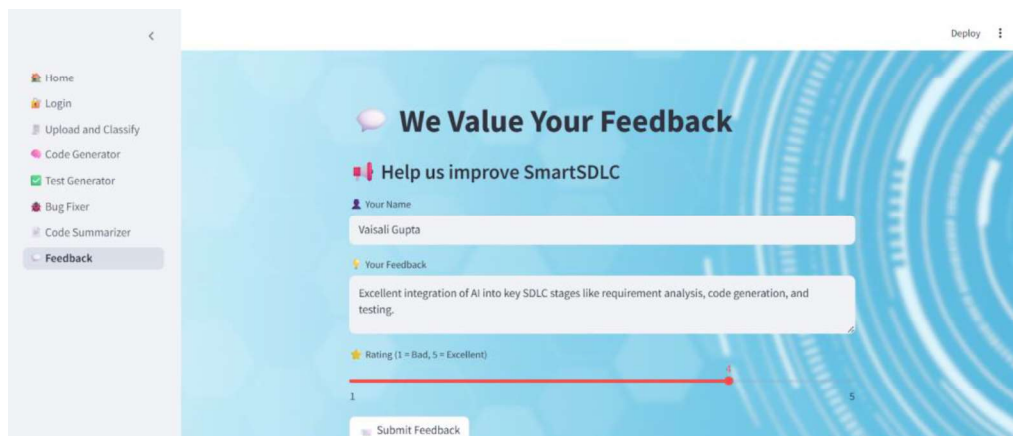 Deploy
Home
Login
Upload and Classify
Code Generator
Test Generator
Bug Fixer
Code Summarizer
Feedback
We Value Your Feedback
Help us improve SmartSDLC
Your Name
Vaisali Gupta
Your Feedback
Excellent integration of AI into key SDLC stages like requirement analysis, code generation, and
testing.
Rating (1 = Bad, 5 = Excellent)
4
1 5
Submit Feedback